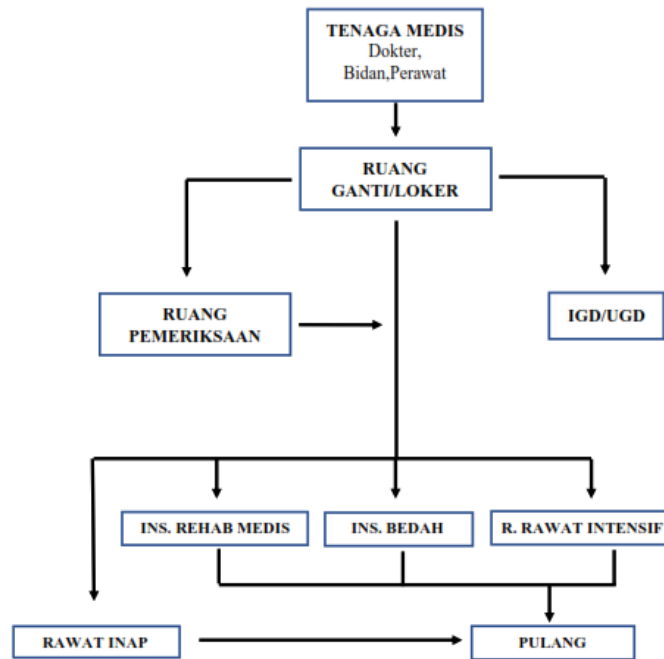 TENAGA MEDIS
Dokter,
Bidan,Perawat
RUANG
GANTI/LOKER
RUANG
PEMERIKSAAN
IGD/UGD
INS. REHAB MEDIS
INS. BEDAH
R. RAWAT INTENSIF
RAWAT INAP
PULANG